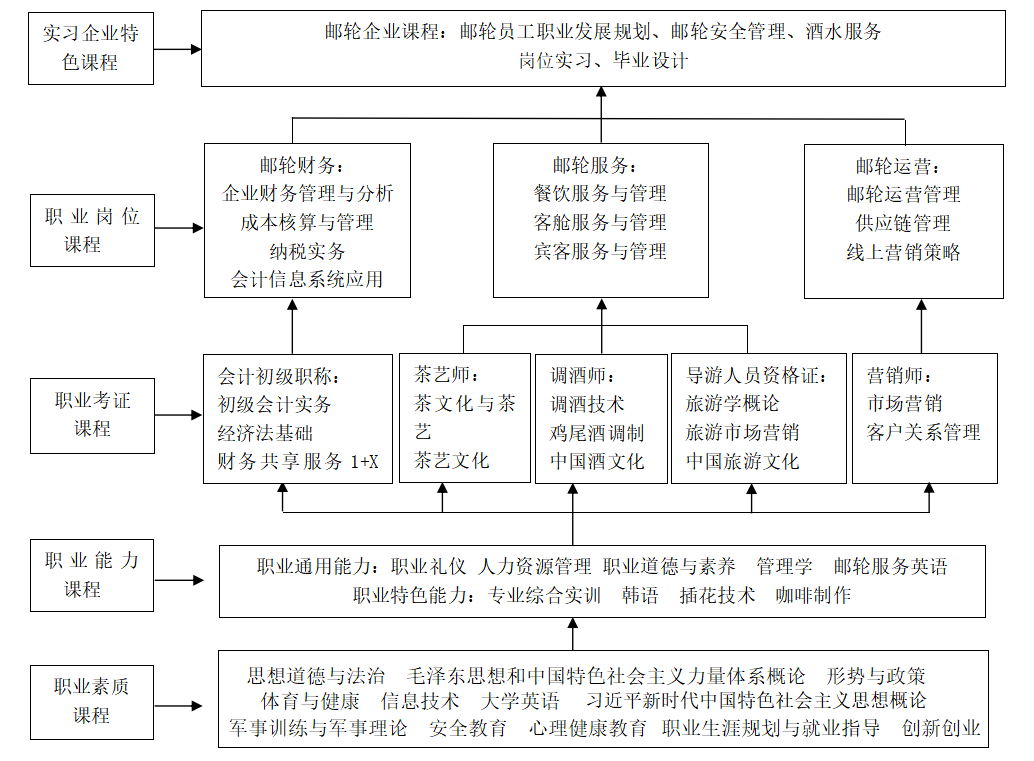 实习企业特
色课程
邮轮企业课程：邮轮员工职业发展规划、邮轮安全管理、酒水服务
岗位实习、毕业设计
职业岗位
课程
邮轮财务：
企业财务管理与分析
成本核算与管理
纳税实务
会计信息系统应用
邮轮服务：
餐饮服务与管理
客舱服务与管理
宾客服务与管理
邮轮运营：
邮轮运营管理
供应链管理
线上营销策略
职业考证
课程
会计初级职称：
初级会计实务
经济法基础
财务共享服务 1+X
茶艺师：
茶文化与茶
艺
茶艺文化
调酒师：
调酒技术
鸡尾酒调制
中国酒文化
导游人员资格证：
旅游学概论
旅游市场营销
中国旅游文化
营销师：
市场营销
客户关系管理
职业能力
课程
职业通用能力：职业礼仪 人力资源管理 职业道德与素养 管理学 邮轮服务英语
职业特色能力：专业综合实训 韩语 插花技术 咖啡制作
职业素质
课程
思想道德与法治 毛泽东思想和中国特色社会主义力量体系概论 形势与政策
体育与健康 信息技术 大学英语 习近平新时代中国特色社会主义思想概论
军事训练与军事理论 安全教育 心理健康教育 职业生涯规划与就业指导 创新创业